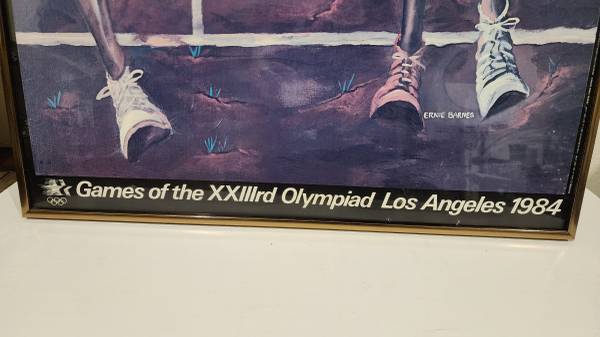 ERNIE BARNES
Games of the XXIIIrd Olympiad Los Angeles 1984